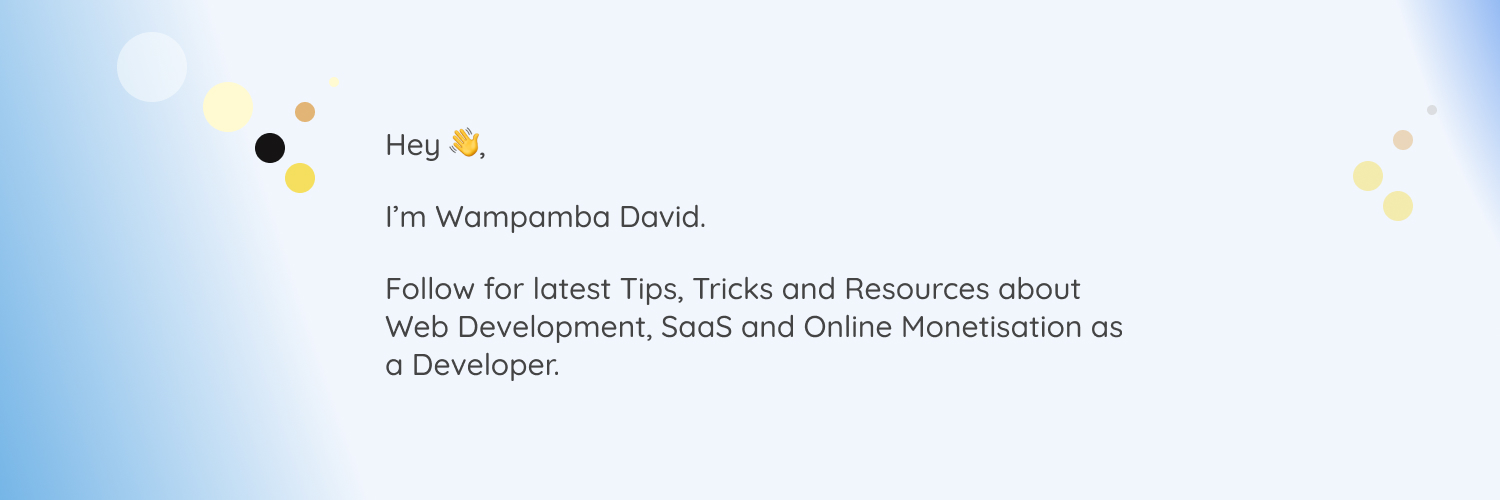 Hey 👋,
I’m Wampamba David.
Follow for latest Tips, Tricks and Resources about
Web Development, SaaS and Online Monetisation as
a Developer.